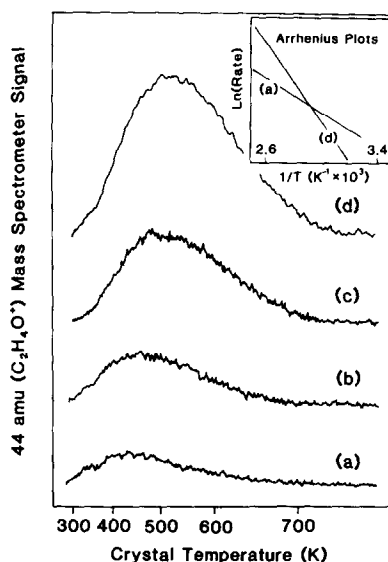 44 amu (C₂H₄O⁺) Mass Spectrometer Signal
Arrhenius Plots
Ln(Rate)
(a)
(d)
2.6 3.4
1/T (K⁻¹×10³)
(d)
(c)
(b)
(a)
300 400 500 600 700
Crystal Temperature (K)